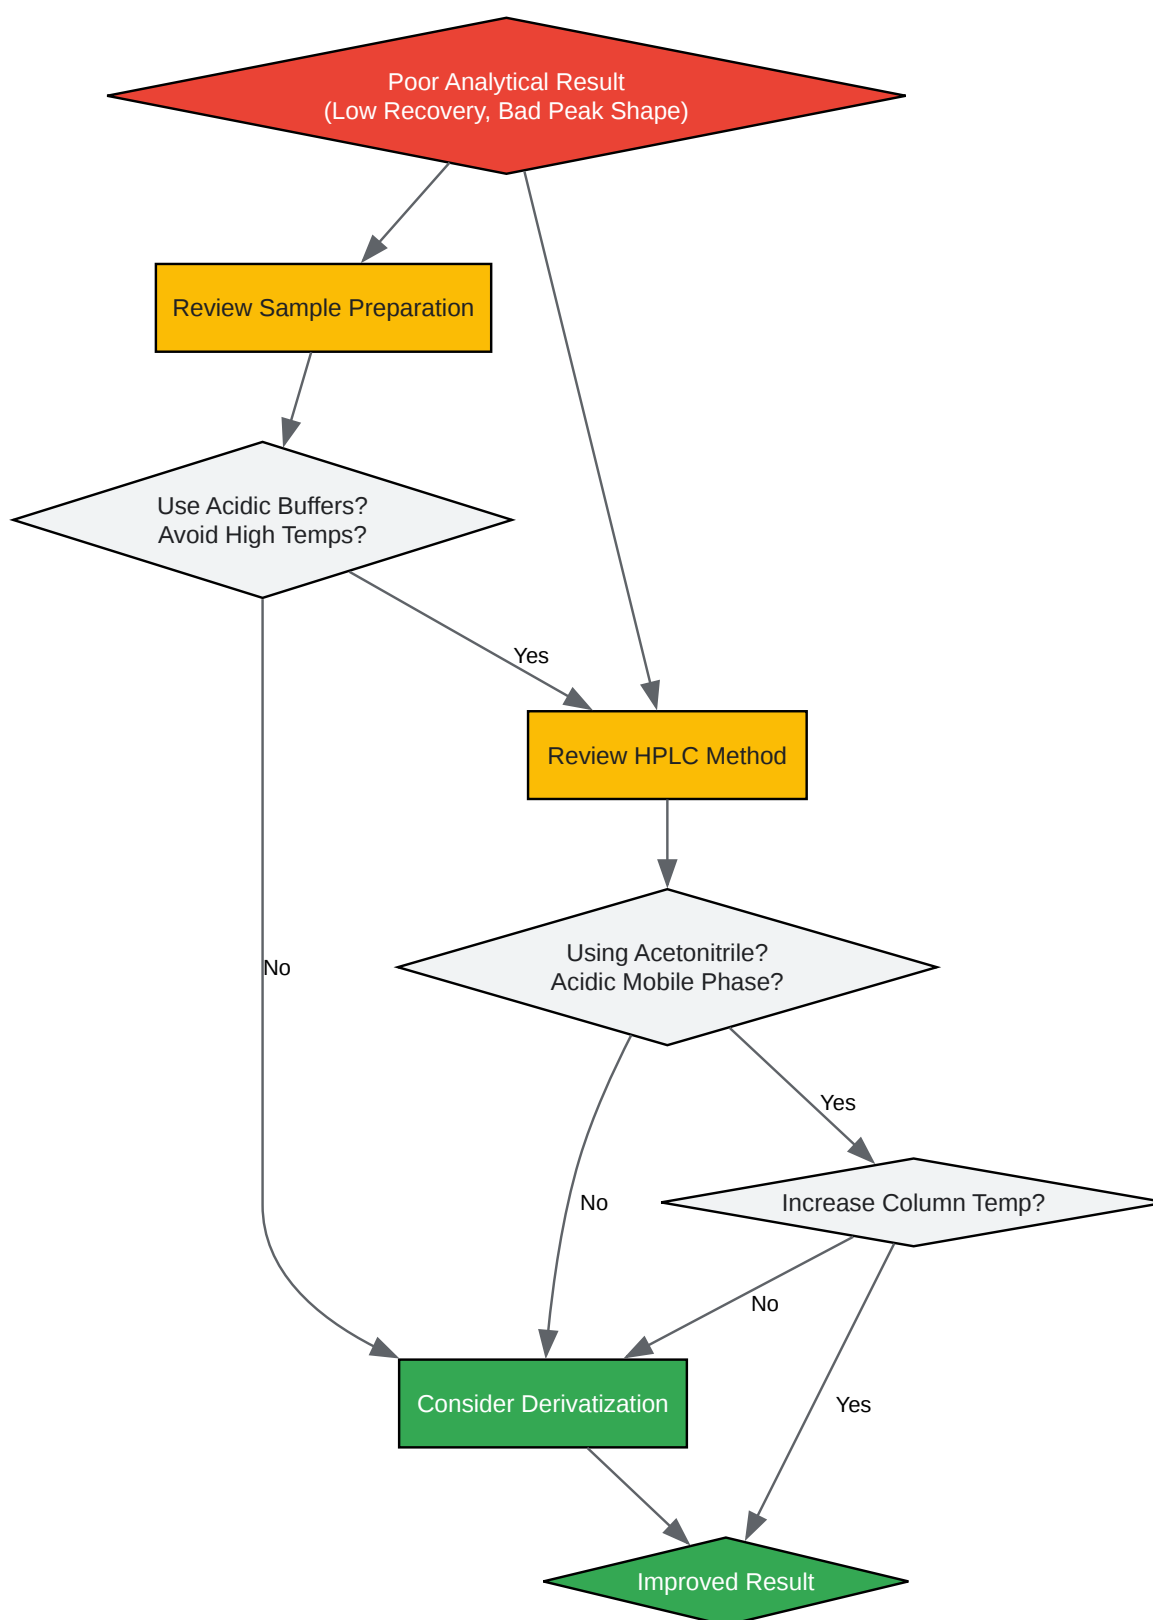 Poor Analytical Result
(Low Recovery, Bad Peak Shape)
Review Sample Preparation
Use Acidic Buffers?
Avoid High Temps?
Yes
Review HPLC Method
No
Using Acetonitrile?
Acidic Mobile Phase?
Yes
No
Increase Column Temp?
No
Consider Derivatization
Yes
Improved Result